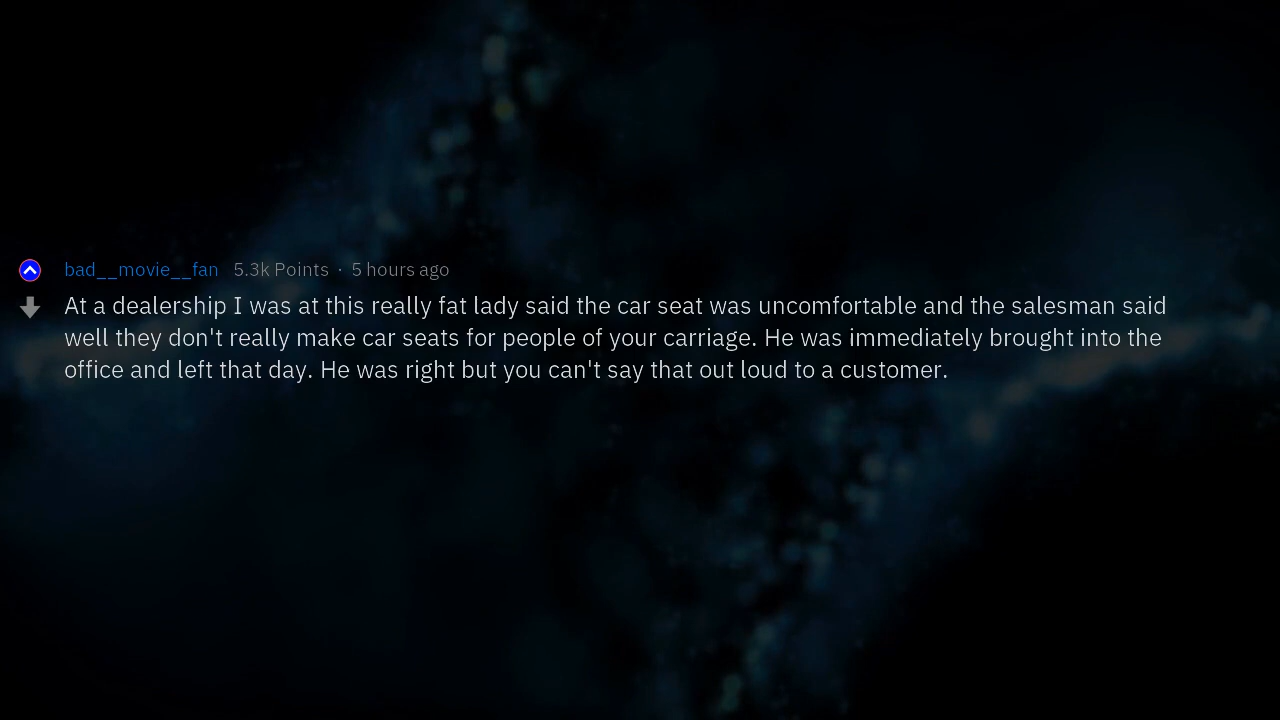 bad__movie__fan 5.3k Points · 5 hours ago
At a dealership I was at this really fat lady said the car seat was uncomfortable and the salesman said
well they don't really make car seats for people of your carriage. He was immediately brought into the
office and left that day. He was right but you can't say that out loud to a customer.